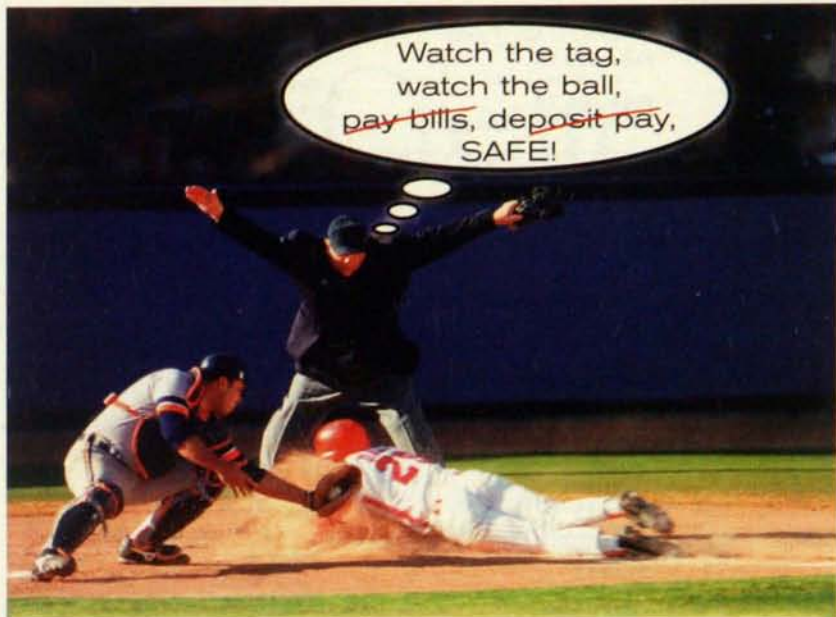 Watch the tag,
watch the ball,
pay bills, deposit pay,
SAFE!